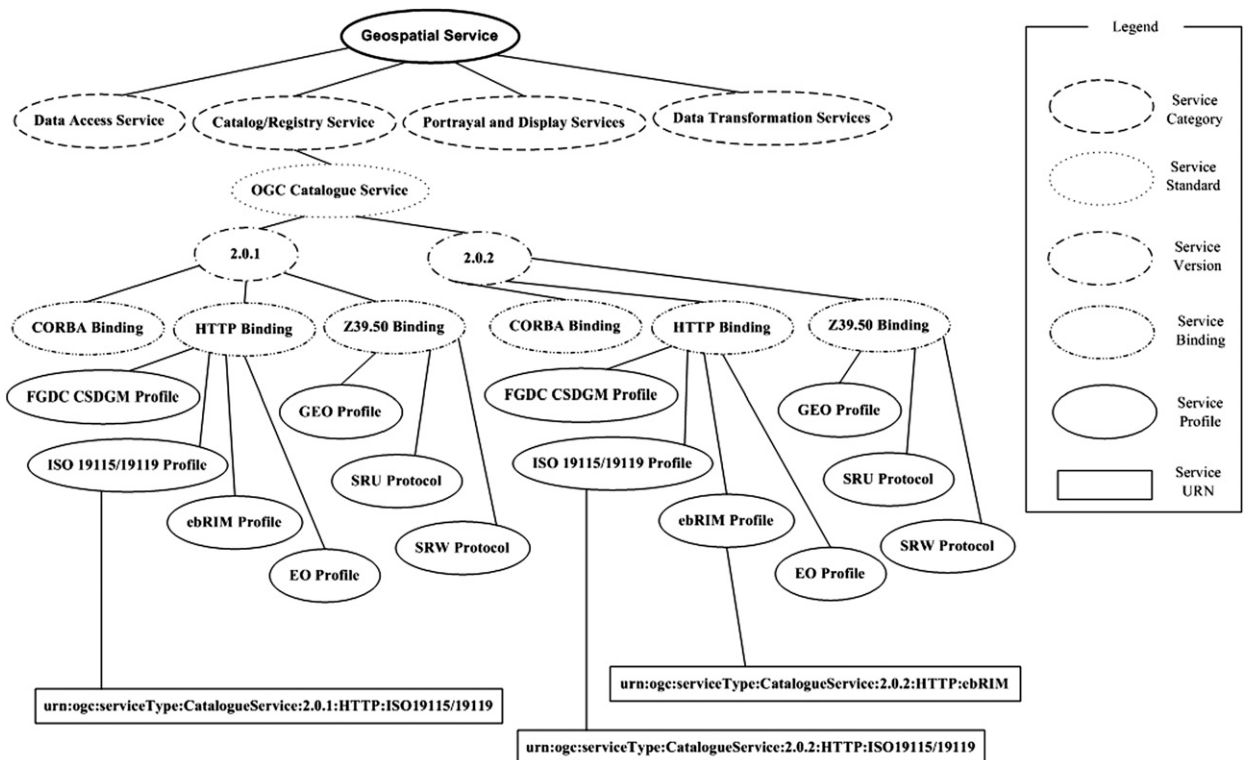 Geospatial Service
Legend
Data Access Service
Catalog/Registry Service
Portrayal and Display Services
Data Transformation Services
Service
Category
OGC Catalogue Service
Service
Standard
2.0.1
2.0.2
Service
Version
CORBA Binding
HTTP Binding
Z39.50 Binding
CORBA Binding
HTTP Binding
Z39.50 Binding
Service
Binding
FGDC CSDGM Profile
GEO Profile
FGDC CSDGM Profile
GEO Profile
Service
Profile
ISO 19115/19119 Profile
SRU Protocol
ISO 19115/19119 Profile
SRU Protocol
Service
URN
ebRIM Profile
SRW Protocol
ebRIM Profile
SRW Protocol
EO Profile
EO Profile
urn:ogc:serviceType:CatalogueService:2.0.2:HTTP:ebRIM
urn:ogc:serviceType:CatalogueService:2.0.1:HTTP:ISO19115/19119
urn:ogc:serviceType:CatalogueService:2.0.2:HTTP:ISO19115/19119